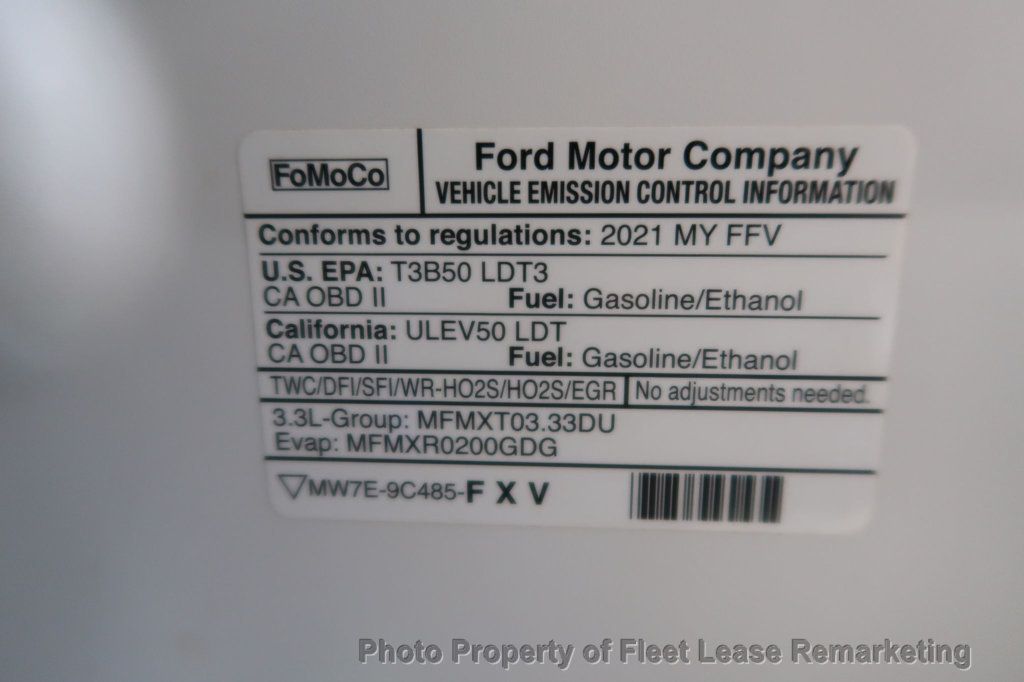 FoMoCo
Ford Motor Company
VEHICLE EMISSION CONTROL INFORMATION
Conforms to regulations: 2021 MY FFV
U.S. EPA: T3B50 LDT3
CA OBD II Fuel: Gasoline/Ethanol
California: ULEV50 LDT
CA OBD II Fuel: Gasoline/Ethanol
TWC/DFI/SFI/WR-HO2S/HO2S/EGR No adjustments needed.
3.3L-Group: MFMXT03.33DU
Evap: MFMXR0200GDG
MW7E-9C485-F X V
Photo Property of Fleet Lease Remarketing